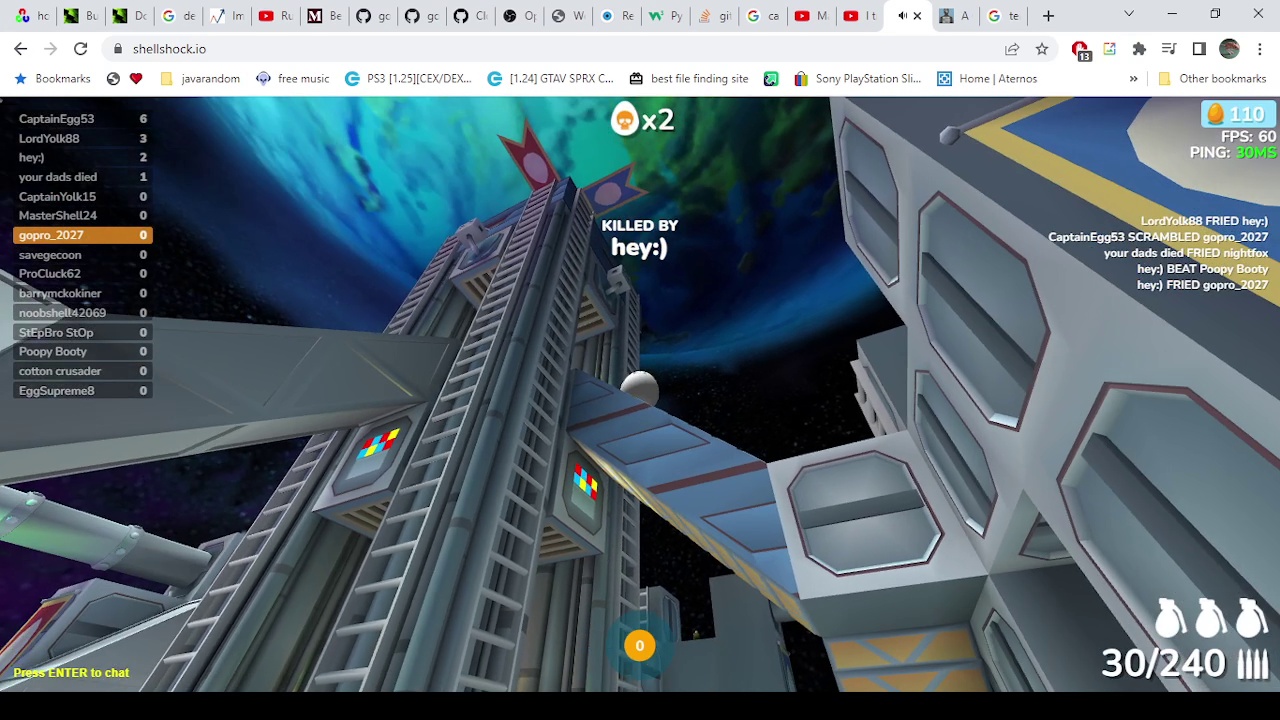 hc
Bu
Do
de
Im
Ru
Be
gc
gc
Cl
Op
W
Re
Py
gi
ca
M
I t
A
te
shellshock.io
13
Bookmarks
javarandom
free music
PS3 [1.25][CEX/DEX...
[1.24] GTAV SPRX C...
best file finding site
Sony PlayStation Sli...
Home | Aternos
»
Other bookmarks
CaptainEgg53 6
LordYolk88 3
hey:) 2
your dads died 1
CaptainYolk15 0
MasterShell24 0
gopro_2027 0
savegecoon 0
ProCluck62 0
barrymckokiner 0
noobshell42069 0
StEpBro StOp 0
Poopy Booty 0
cotton crusader 0
EggSupreme8 0
x2
KILLED BY
hey:)
110
FPS: 60
PING: 30MS
LordYolk88 FRIED hey:)
CaptainEgg53 SCRAMBLED gopro_2027
your dads died FRIED nightfox
hey:) BEAT Poopy Booty
hey:) FRIED gopro_2027
0
Press ENTER to chat
30/240